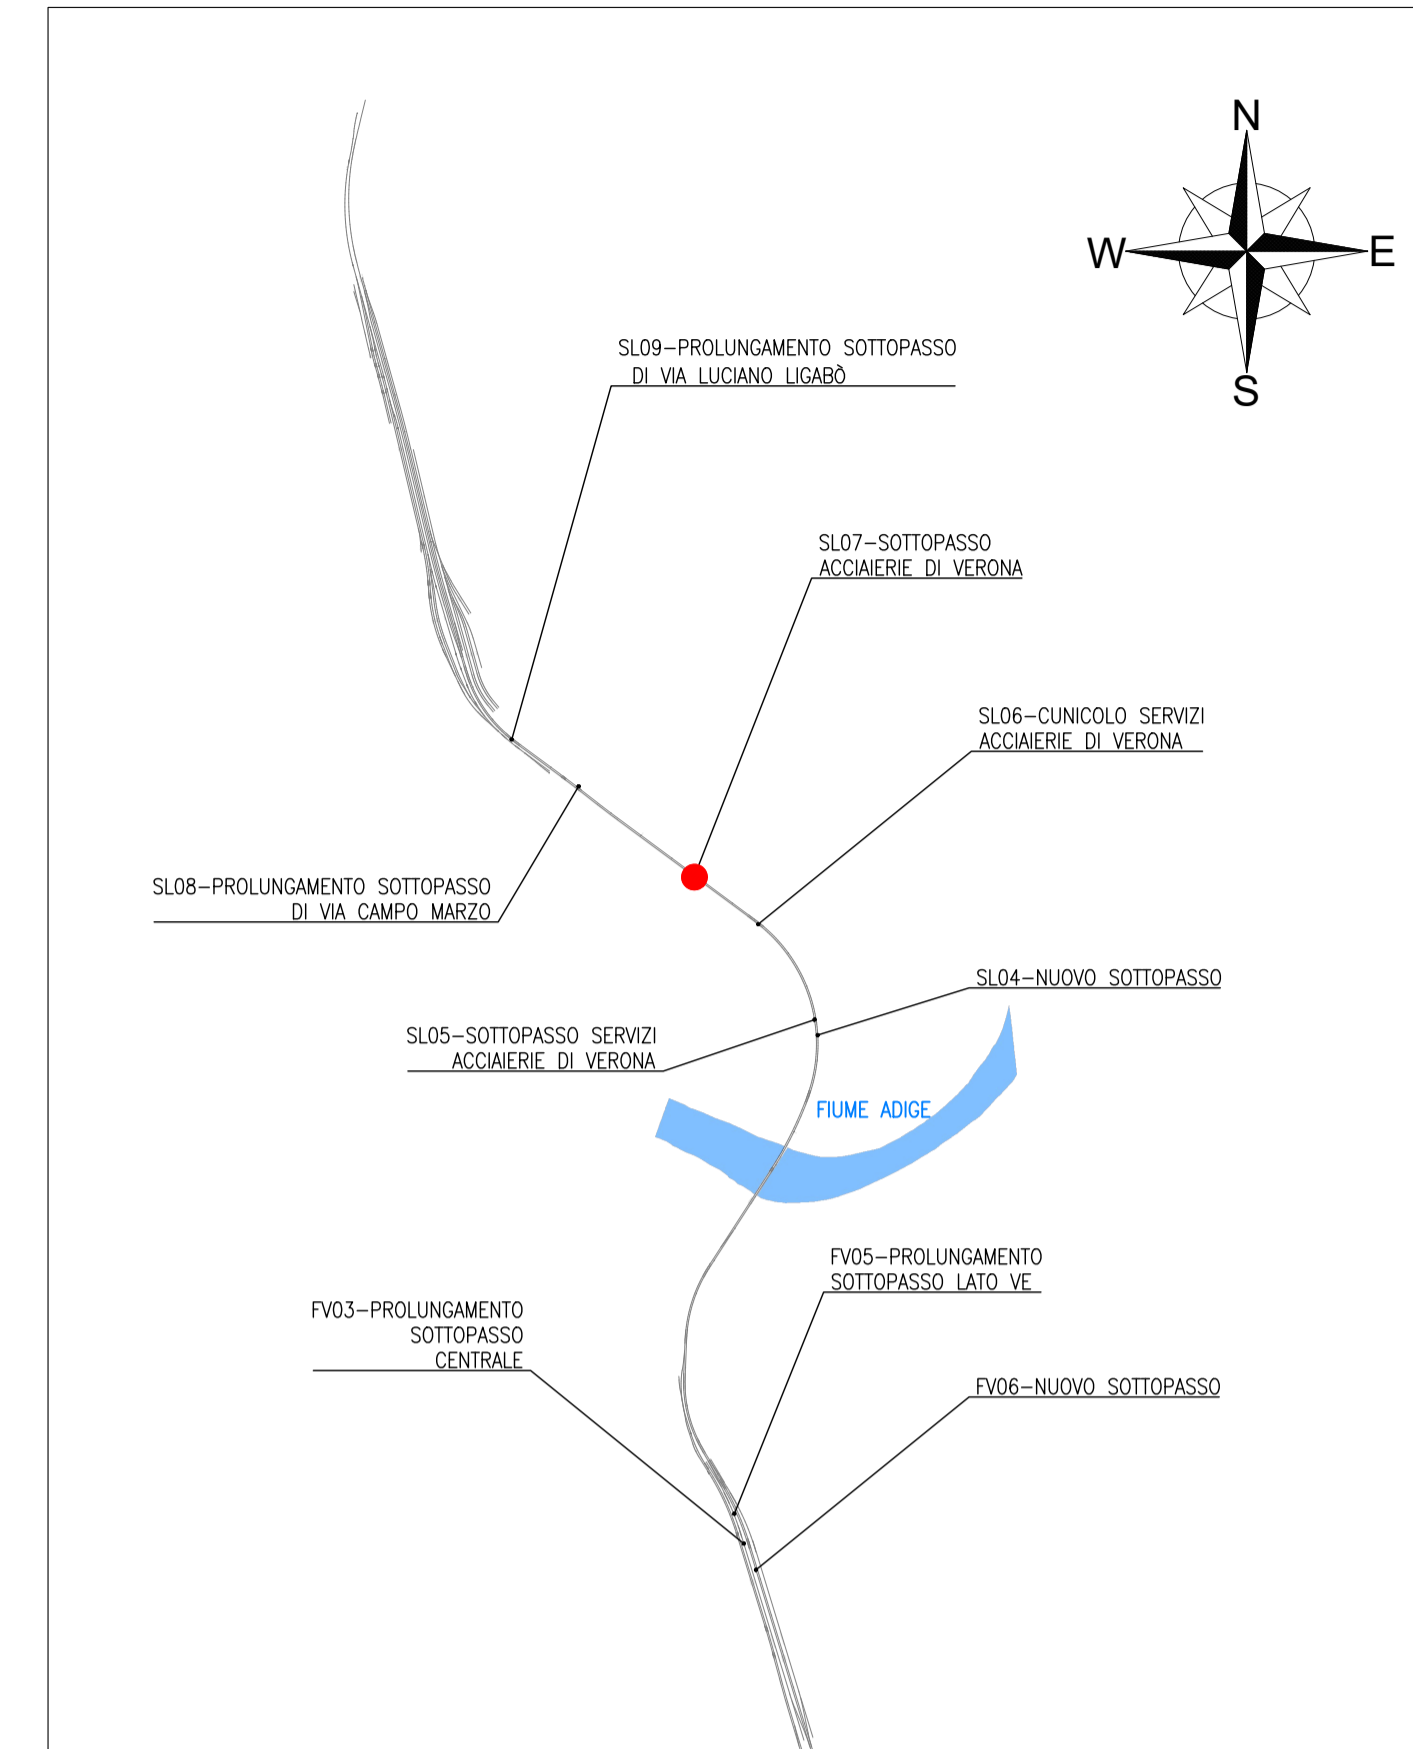 N
W
E
S
SL09-PROLUNGAMENTO SOTTOPASSO
DI VIA LUCIANO LIGABÒ
SL07-SOTTOPASSO
ACCIAIERIE DI VERONA
SL06-CUNICOLO SERVIZI
ACCIAIERIE DI VERONA
SL08-PROLUNGAMENTO SOTTOPASSO
DI VIA CAMPO MARZO
SL04-NUOVO SOTTOPASSO
SL05-SOTTOPASSO SERVIZI
ACCIAIERIE DI VERONA
FIUME ADIGE
FV05-PROLUNGAMENTO
SOTTOPASSO LATO VE
FV03-PROLUNGAMENTO
SOTTOPASSO
CENTRALE
FV06-NUOVO SOTTOPASSO